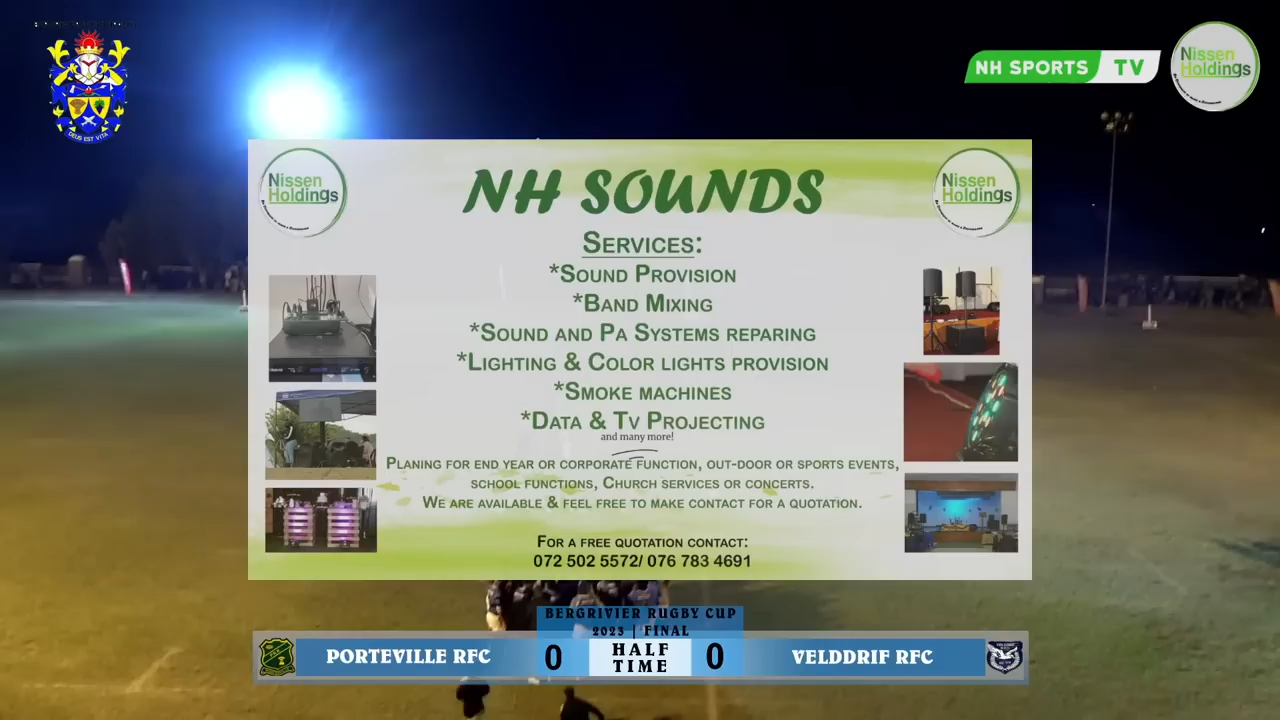 NH SPORTS TV
Nissen
Holdings
DEUS EST VITA
Nissen
Holdings
NH SOUNDS
Nissen
Holdings
SERVICES:
*SOUND PROVISION
*BAND MIXING
*SOUND AND PA SYSTEMS REPARING
*LIGHTING & COLOR LIGHTS PROVISION
*SMOKE MACHINES
*DATA & TV PROJECTING
and many more!
PLANING FOR END YEAR OR CORPORATE FUNCTION, OUT-DOOR OR SPORTS EVENTS,
SCHOOL FUNCTIONS, CHURCH SERVICES OR CONCERTS.
WE ARE AVAILABLE & FEEL FREE TO MAKE CONTACT FOR A QUOTATION.
FOR A FREE QUOTATION CONTACT:
072 502 5572/ 076 783 4691
BERGRIVIER RUGBY CUP
2023 | FINAL
PORTEVILLE RFC 0 HALF TIME 0 VELDDRIF RFC